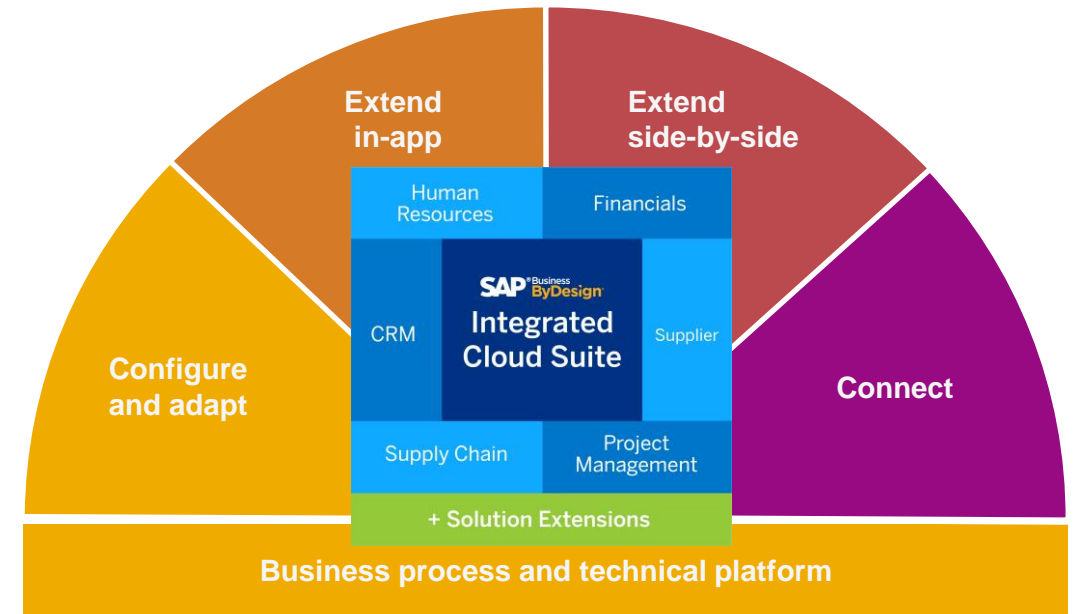 Extend
in-app
Extend
side-by-side
Human
Resources
Financials
SAP® Business
ByDesign
Integrated
Cloud Suite
CRM
Supplier
Configure
and adapt
Connect
Supply Chain
Project
Management
+ Solution Extensions
Business process and technical platform